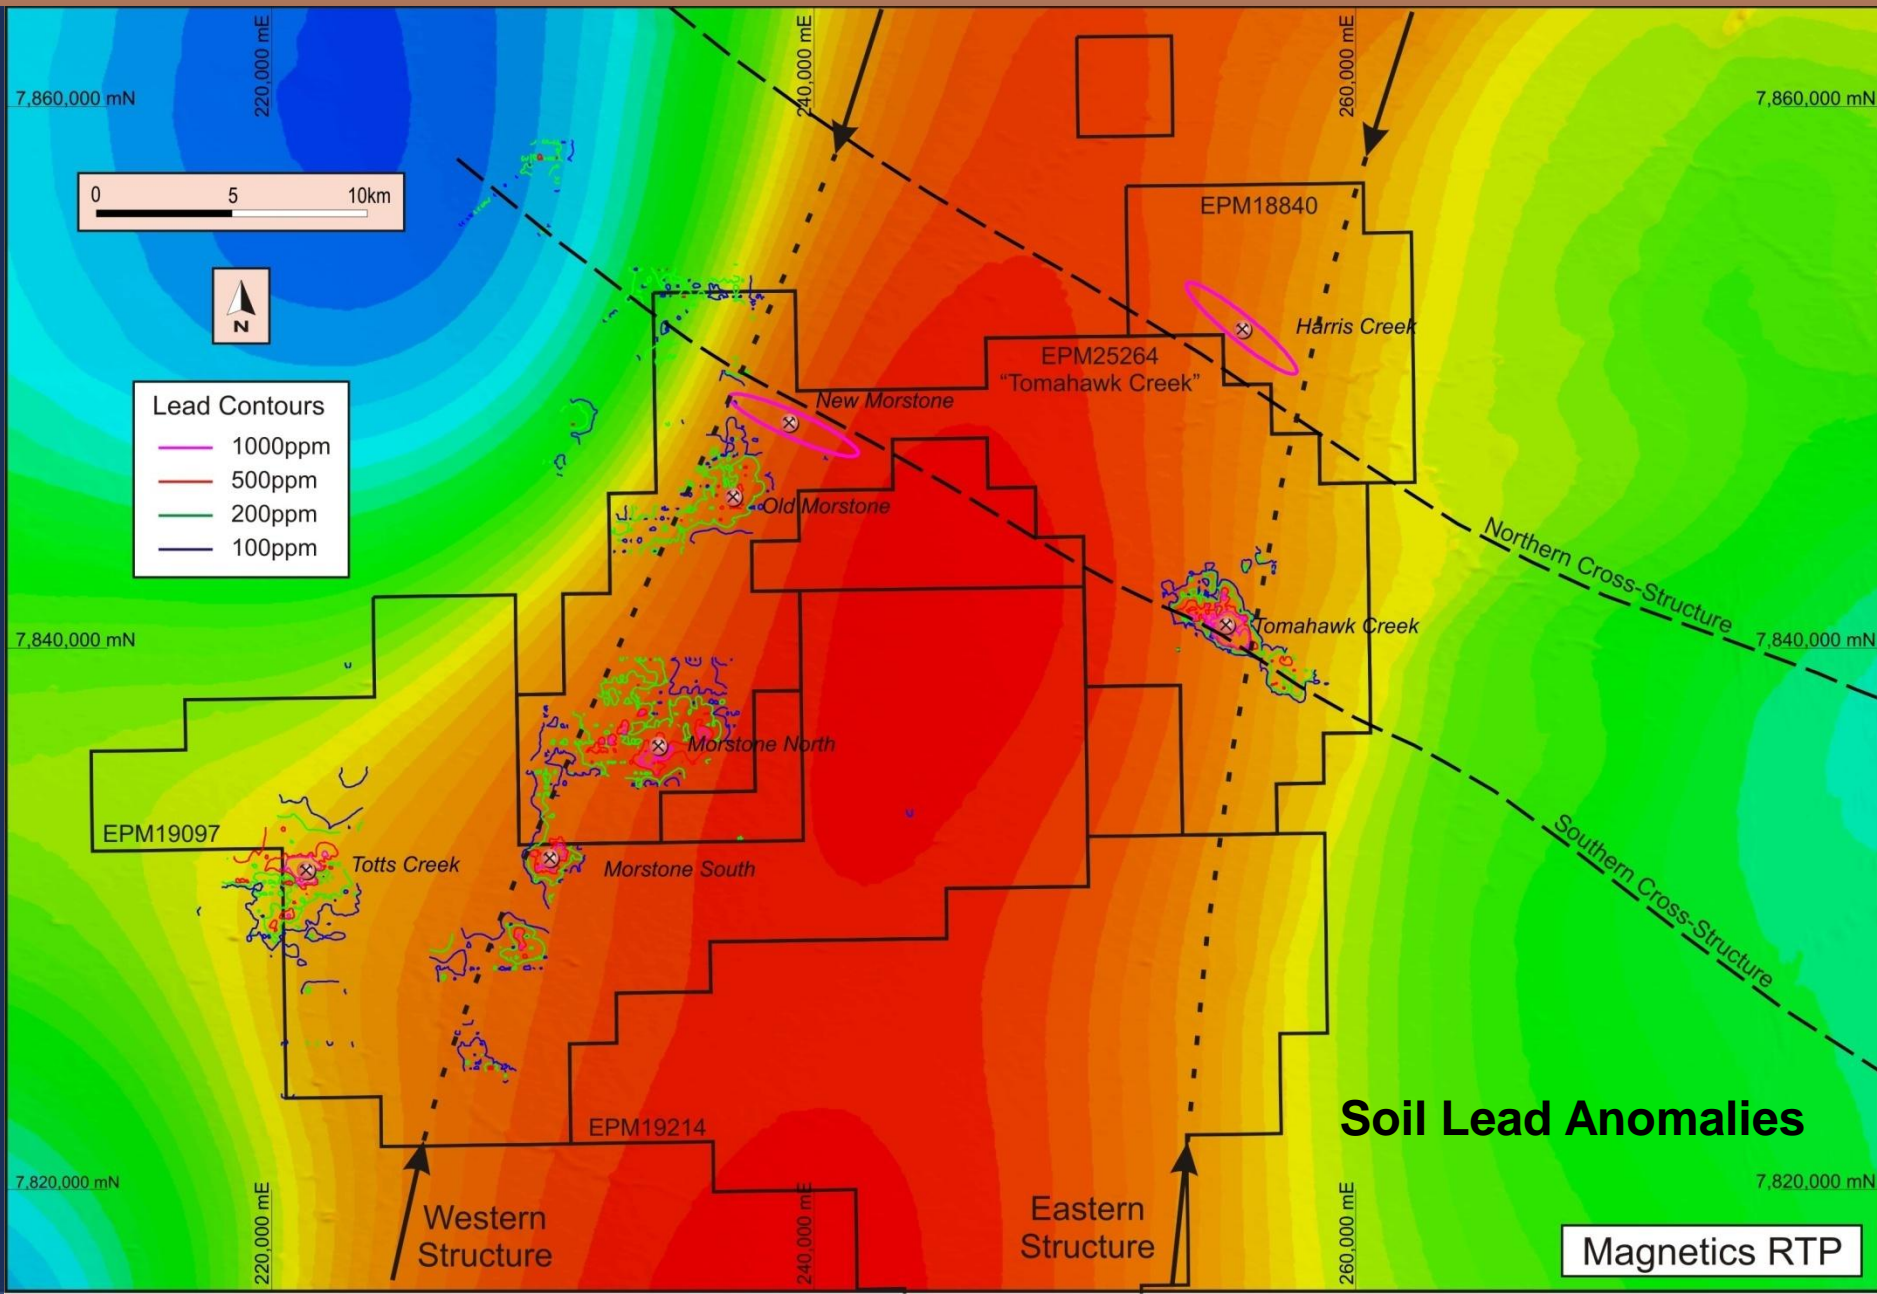 220,000 mE
240,000 mE
260,000 mE
7,860,000 mN
7,860,000 mN
0 5 10km
N
EPM18840
Harris Creek
EPM25264
“Tomahawk Creek”
Lead Contours
1000ppm
500ppm
200ppm
100ppm
New Morstone
Old Morstone
Northern Cross-Structure
Tomahawk Creek
7,840,000 mN
7,840,000 mN
Morstone North
EPM19097
Totts Creek
Morstone South
Southern Cross-Structure
Soil Lead Anomalies
EPM19214
7,820,000 mN
7,820,000 mN
Western
Structure
Eastern
Structure
220,000 mE
240,000 mE
260,000 mE
Magnetics RTP